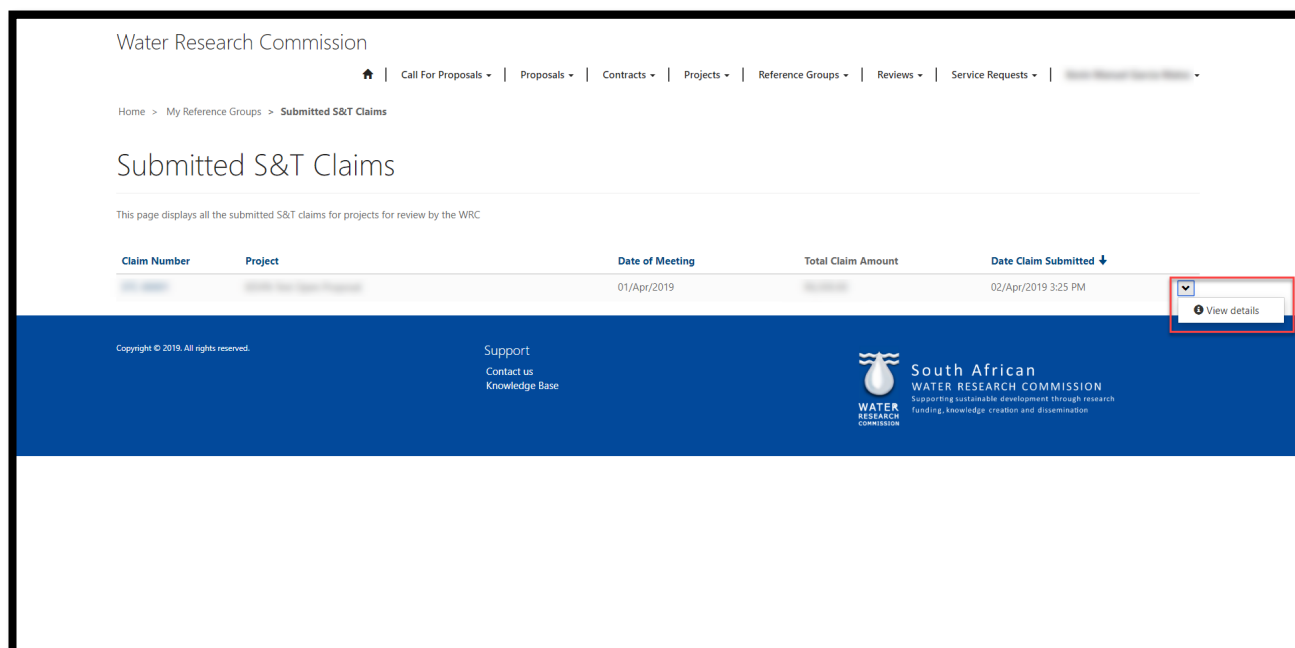 Water Research Commission
Call For Proposals | Proposals | Contracts | Projects | Reference Groups | Reviews | Service Requests |
Home > My Reference Groups > Submitted S&T Claims
Submitted S&T Claims
This page displays all the submitted S&T claims for projects for review by the WRC
Claim Number Project Date of Meeting Total Claim Amount Date Claim Submitted
01/Apr/2019 02/Apr/2019 3:25 PM
View details
Copyright © 2019. All rights reserved.
Support
Contact us
Knowledge Base
WATER
RESEARCH
COMMISSION
South African
WATER RESEARCH COMMISSION
Supporting sustainable development through research
funding, knowledge creation and dissemination